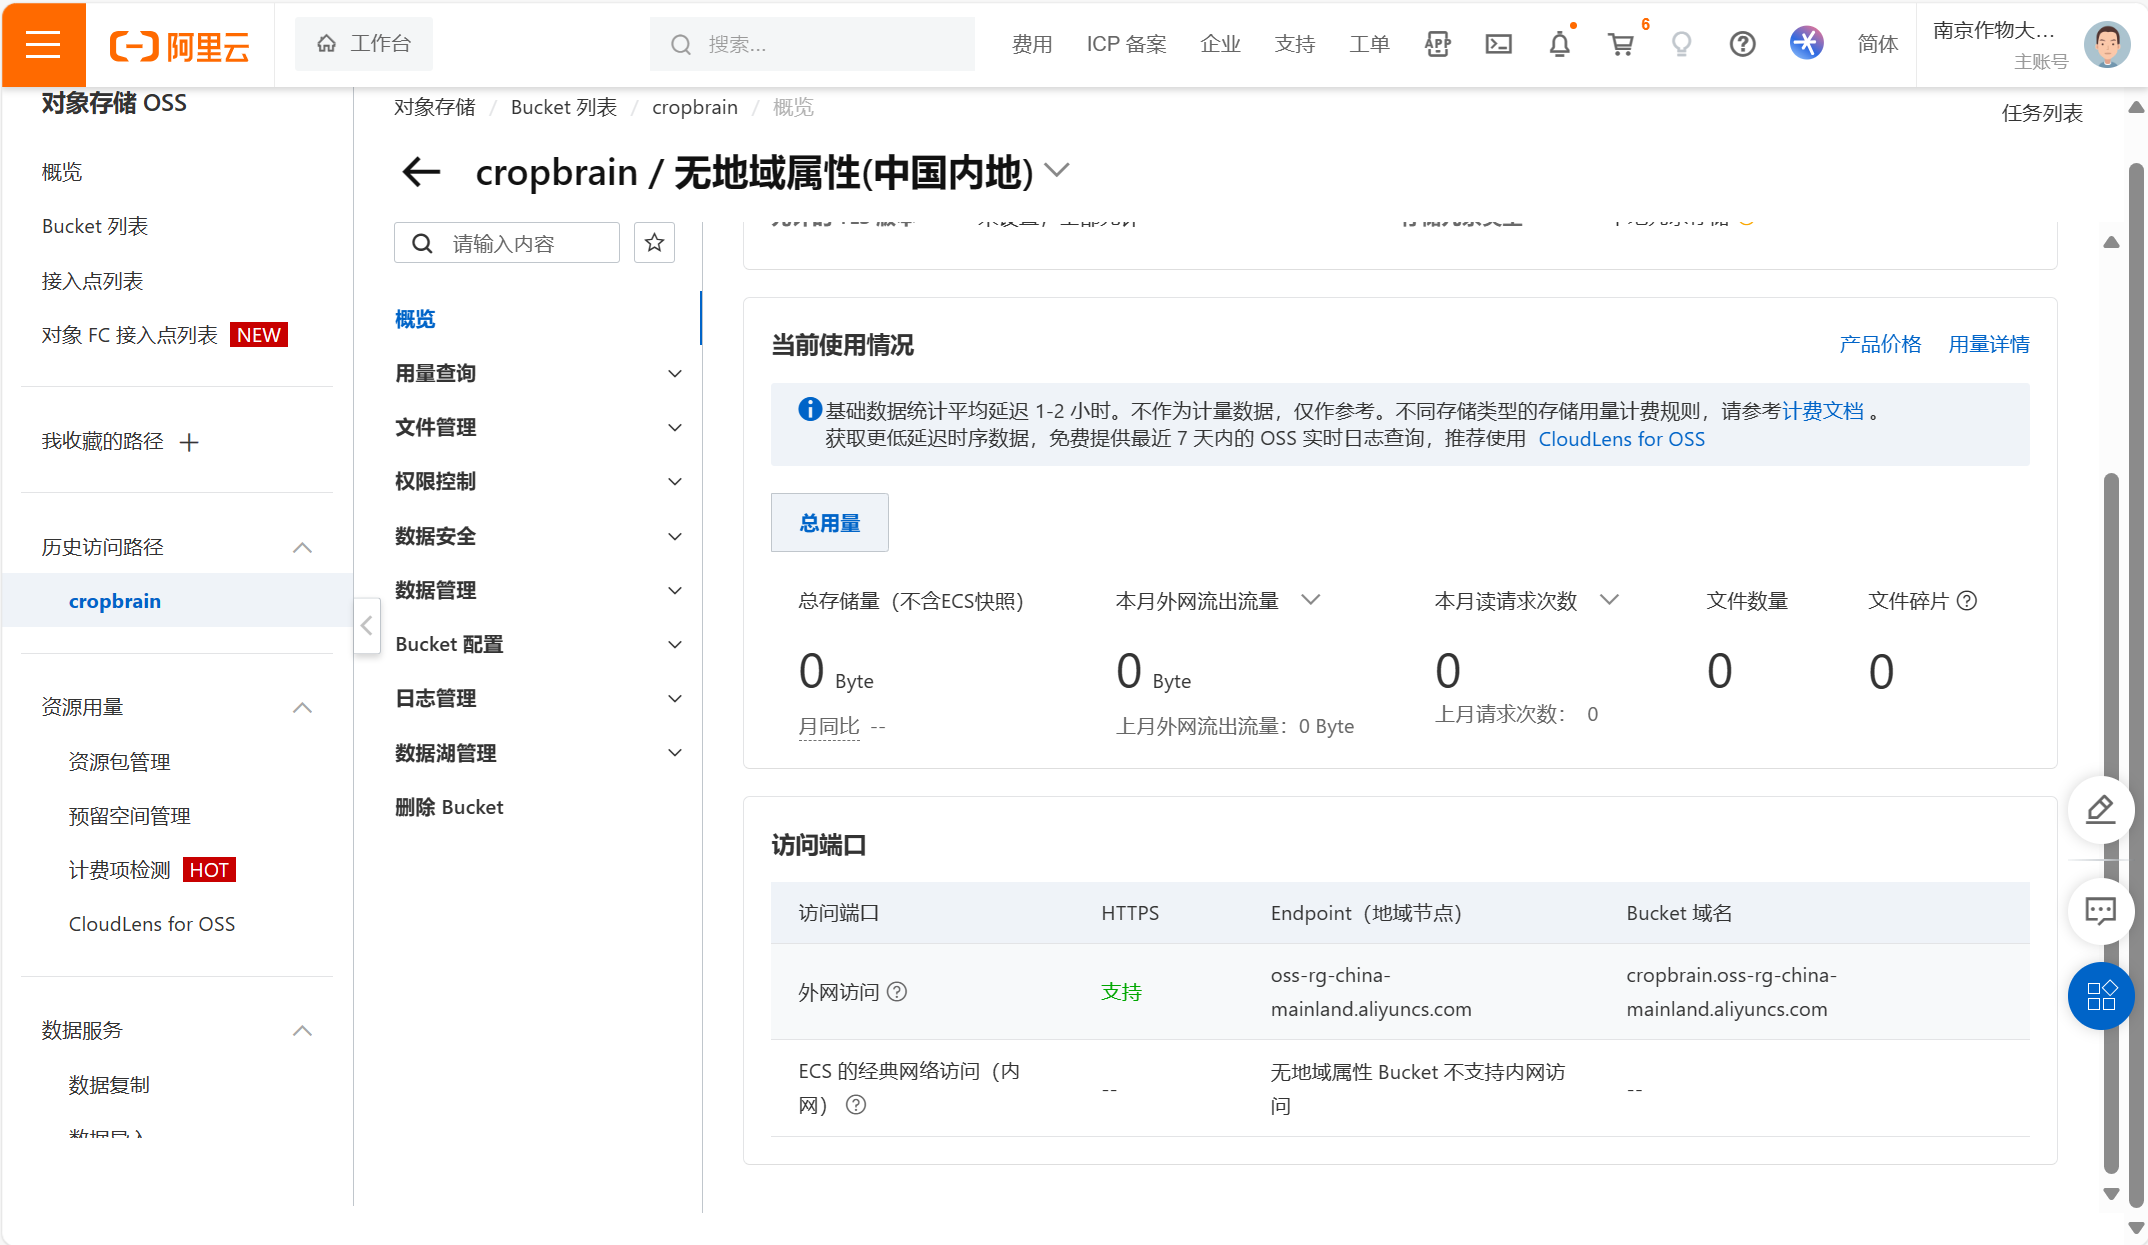 阿里云
工作台
搜索...
费用
ICP 备案
企业
支持
工单
APP
6
简体
南京作物大...
主账号
对象存储 OSS
概览
Bucket 列表
接入点列表
对象 FC 接入点列表 NEW
我收藏的路径
历史访问路径
cropbrain
资源用量
资源包管理
预留空间管理
计费项检测 HOT
CloudLens for OSS
数据服务
数据复制
数据导入
对象存储 / Bucket 列表 / cropbrain / 概览
任务列表
cropbrain / 无地域属性(中国内地)
请输入内容
概览
用量查询
文件管理
权限控制
数据安全
数据管理
Bucket 配置
日志管理
数据湖管理
删除 Bucket
当前使用情况
产品价格 用量详情
基础数据统计平均延迟 1-2 小时。不作为计量数据，仅作参考。不同存储类型的存储用量计费规则，请参考计费文档 。
获取更低延迟时序数据，免费提供最近 7 天内的 OSS 实时日志查询，推荐使用 CloudLens for OSS
总用量
总存储量（不含ECS快照）
0 Byte
月同比 --
本月外网流出流量
0 Byte
上月外网流出流量：0 Byte
本月读请求次数
0
上月请求次数： 0
文件数量
0
文件碎片
0
访问端口
访问端口 HTTPS Endpoint（地域节点） Bucket 域名
外网访问
支持
oss-rg-china-
mainland.aliyuncs.com
cropbrain.oss-rg-china-
mainland.aliyuncs.com
ECS 的经典网络访问（内
网）
--
无地域属性 Bucket 不支持内网访
问
--